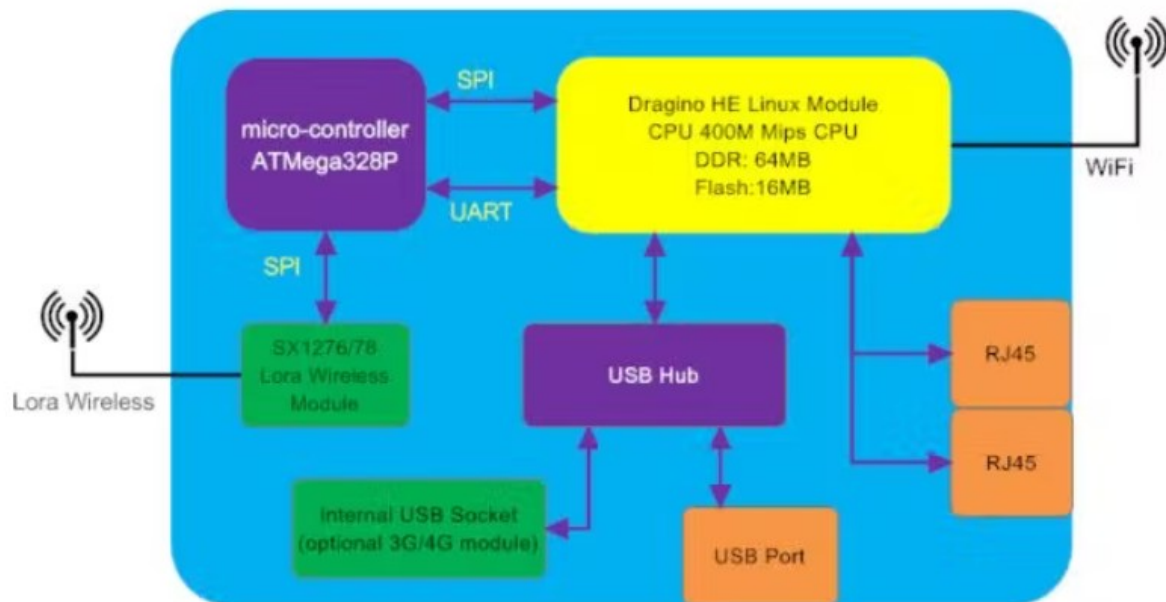 SPI
micro-controller
ATMega328P
Dragino HE Linux Module
CPU 400M Mips CPU
DDR: 64MB
Flash:16MB
WiFi
UART
SPI
SX1276/78
Lora Wireless
Module
Lora Wireless
USB Hub
RJ45
RJ45
Internal USB Socket
(optional 3G/4G module)
USB Port